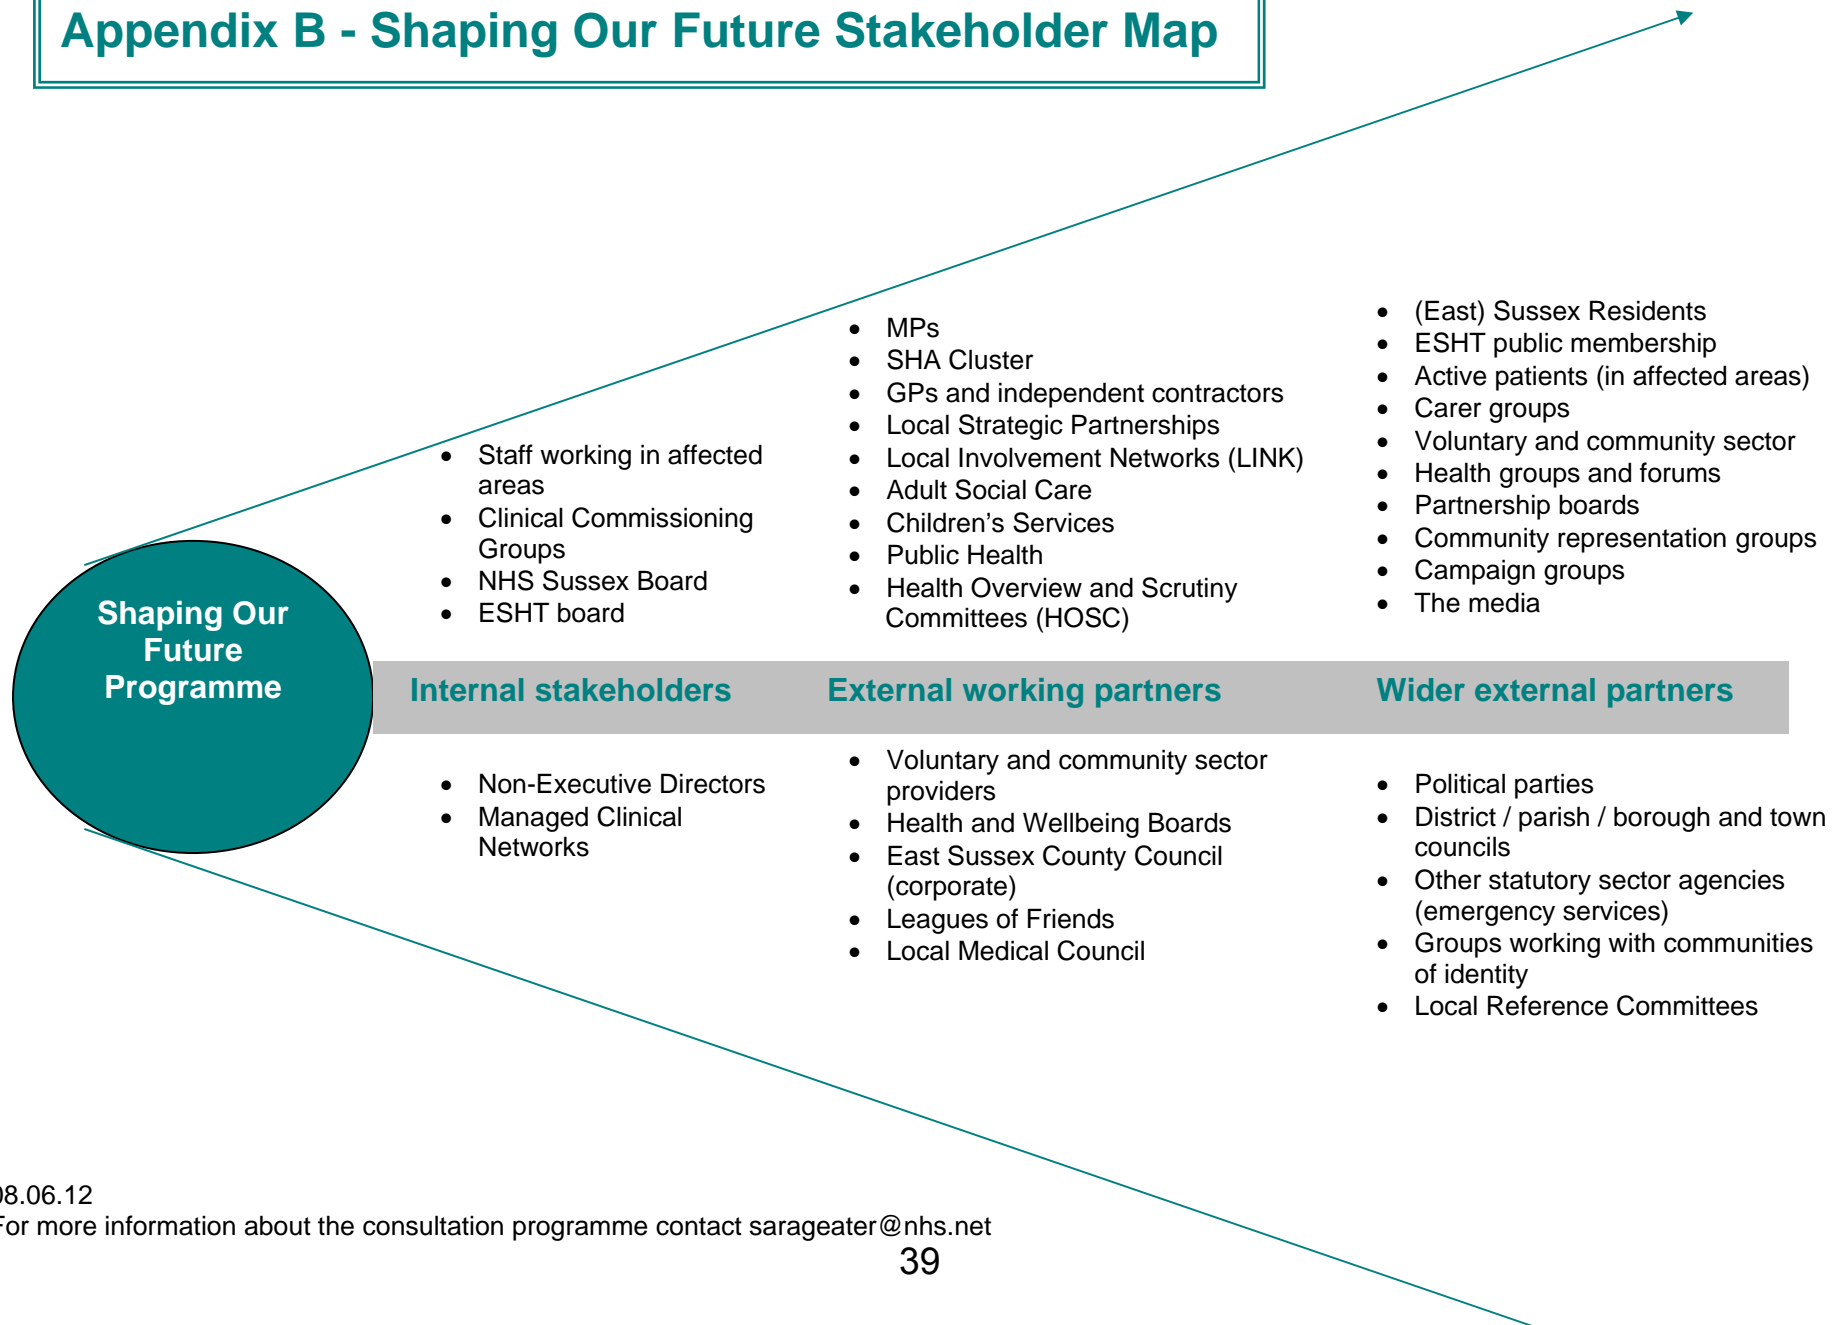 Appendix B - Shaping Our Future Stakeholder Map
Shaping Our
Future
Programme
• Staff working in affected
areas
• Clinical Commissioning
Groups
• NHS Sussex Board
• ESHT board
• MPs
• SHA Cluster
• GPs and independent contractors
• Local Strategic Partnerships
• Local Involvement Networks (LINK)
• Adult Social Care
• Children's Services
• Public Health
• Health Overview and Scrutiny
Committees (HOSC)
• (East) Sussex Residents
• ESHT public membership
• Active patients (in affected areas)
• Carer groups
• Voluntary and community sector
• Health groups and forums
• Partnership boards
• Community representation groups
• Campaign groups
• The media
Internal stakeholders
External working partners
Wider external partners
• Non-Executive Directors
• Managed Clinical
Networks
• Voluntary and community sector
providers
• Health and Wellbeing Boards
• East Sussex County Council
(corporate)
• Leagues of Friends
• Local Medical Council
• Political parties
• District / parish / borough and town
councils
• Other statutory sector agencies
(emergency services)
• Groups working with communities
of identity
• Local Reference Committees
08.06.12
For more information about the consultation programme contact sarageater@nhs.net
39